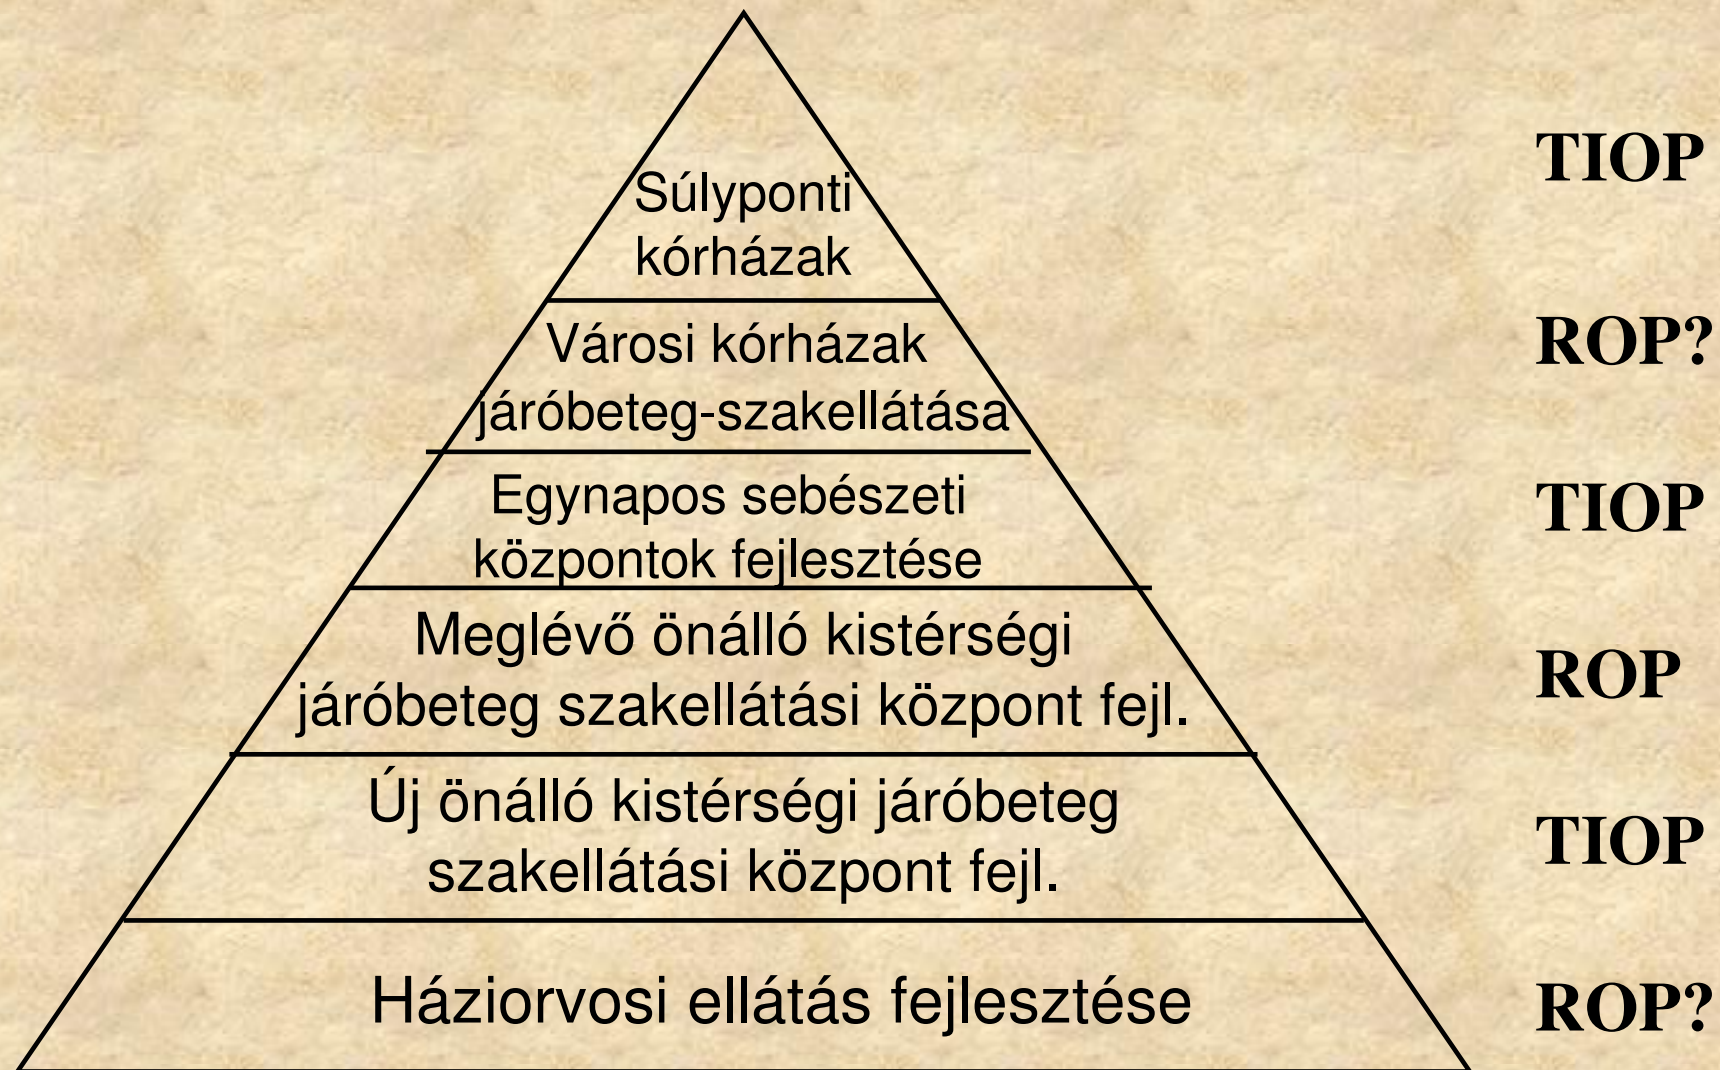 TIOP
Súlyponti
kórházak
ROP?
Városi kórházak
járóbeteg-szakellátása
TIOP
Egynapos sebészeti
központok fejlesztése
Meglévő önálló kistérségi
járóbeteg szakellátási központ fejl.
ROP
Új önálló kistérségi járóbeteg
szakellátási központ fejl.
TIOP
Háziorvosi ellátás fejlesztése
ROP?